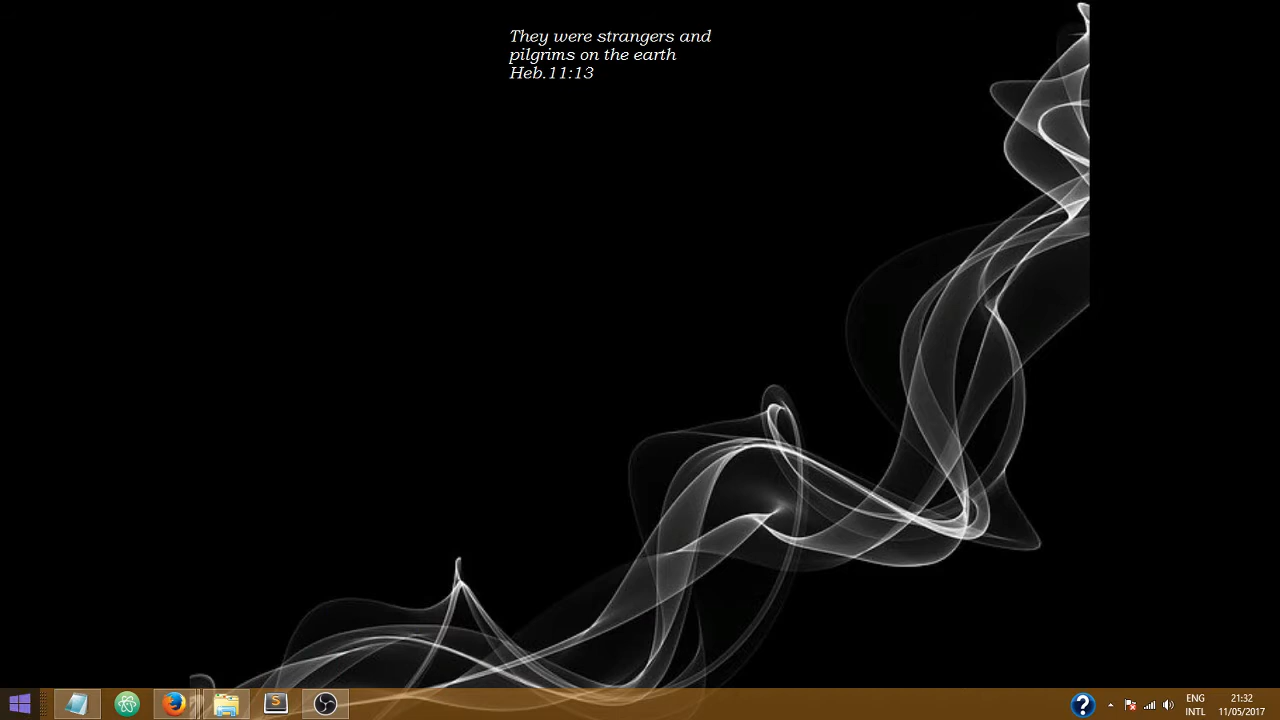 They were strangers and
pilgrims on the earth
Heb.11:13
ENG
INTL
21:32
11/05/2017